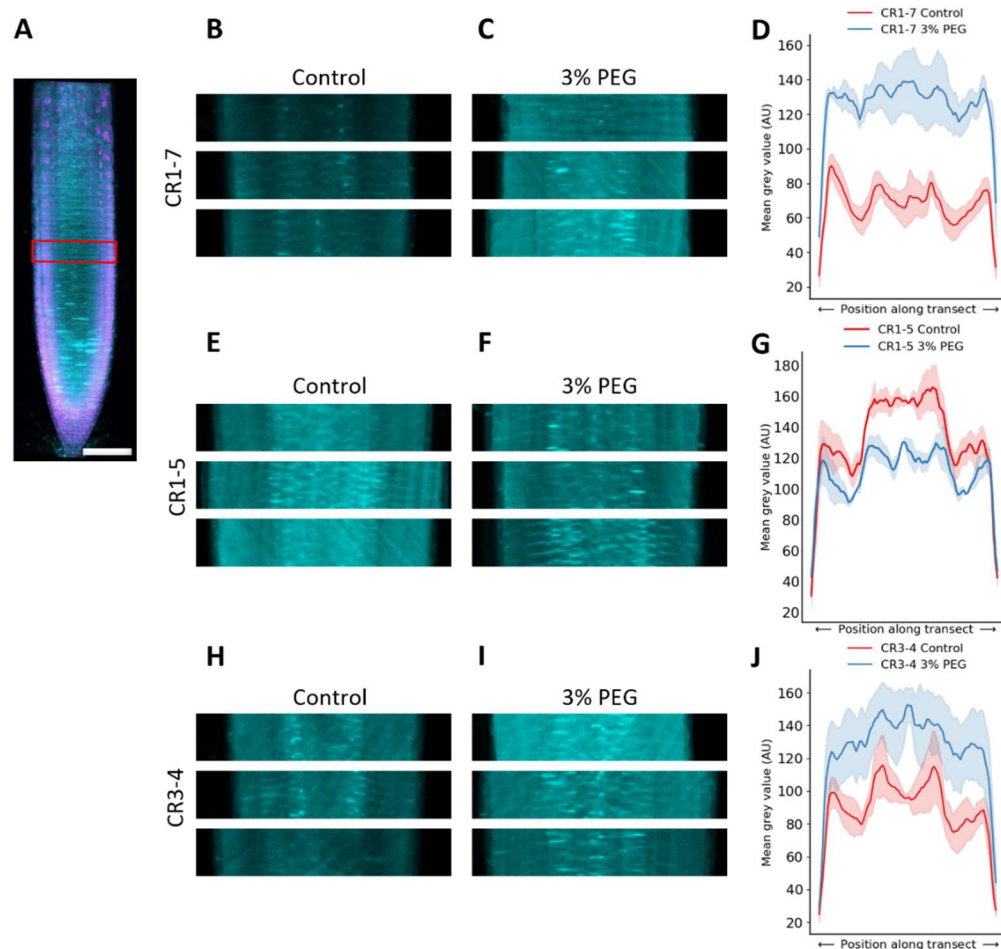 A
B
Control
C
3% PEG
CR1-7
D
CR1-7 Control
CR1-7 3% PEG
160
140
120
100
80
60
40
20
Mean grey value (AU)
← Position along transect →
E
Control
F
3% PEG
CR1-5
G
CR1-5 Control
CR1-5 3% PEG
180
160
140
120
100
80
60
40
20
Mean grey value (AU)
← Position along transect →
H
Control
I
3% PEG
CR3-4
J
CR3-4 Control
CR3-4 3% PEG
160
140
120
100
80
60
40
20
Mean grey value (AU)
← Position along transect →